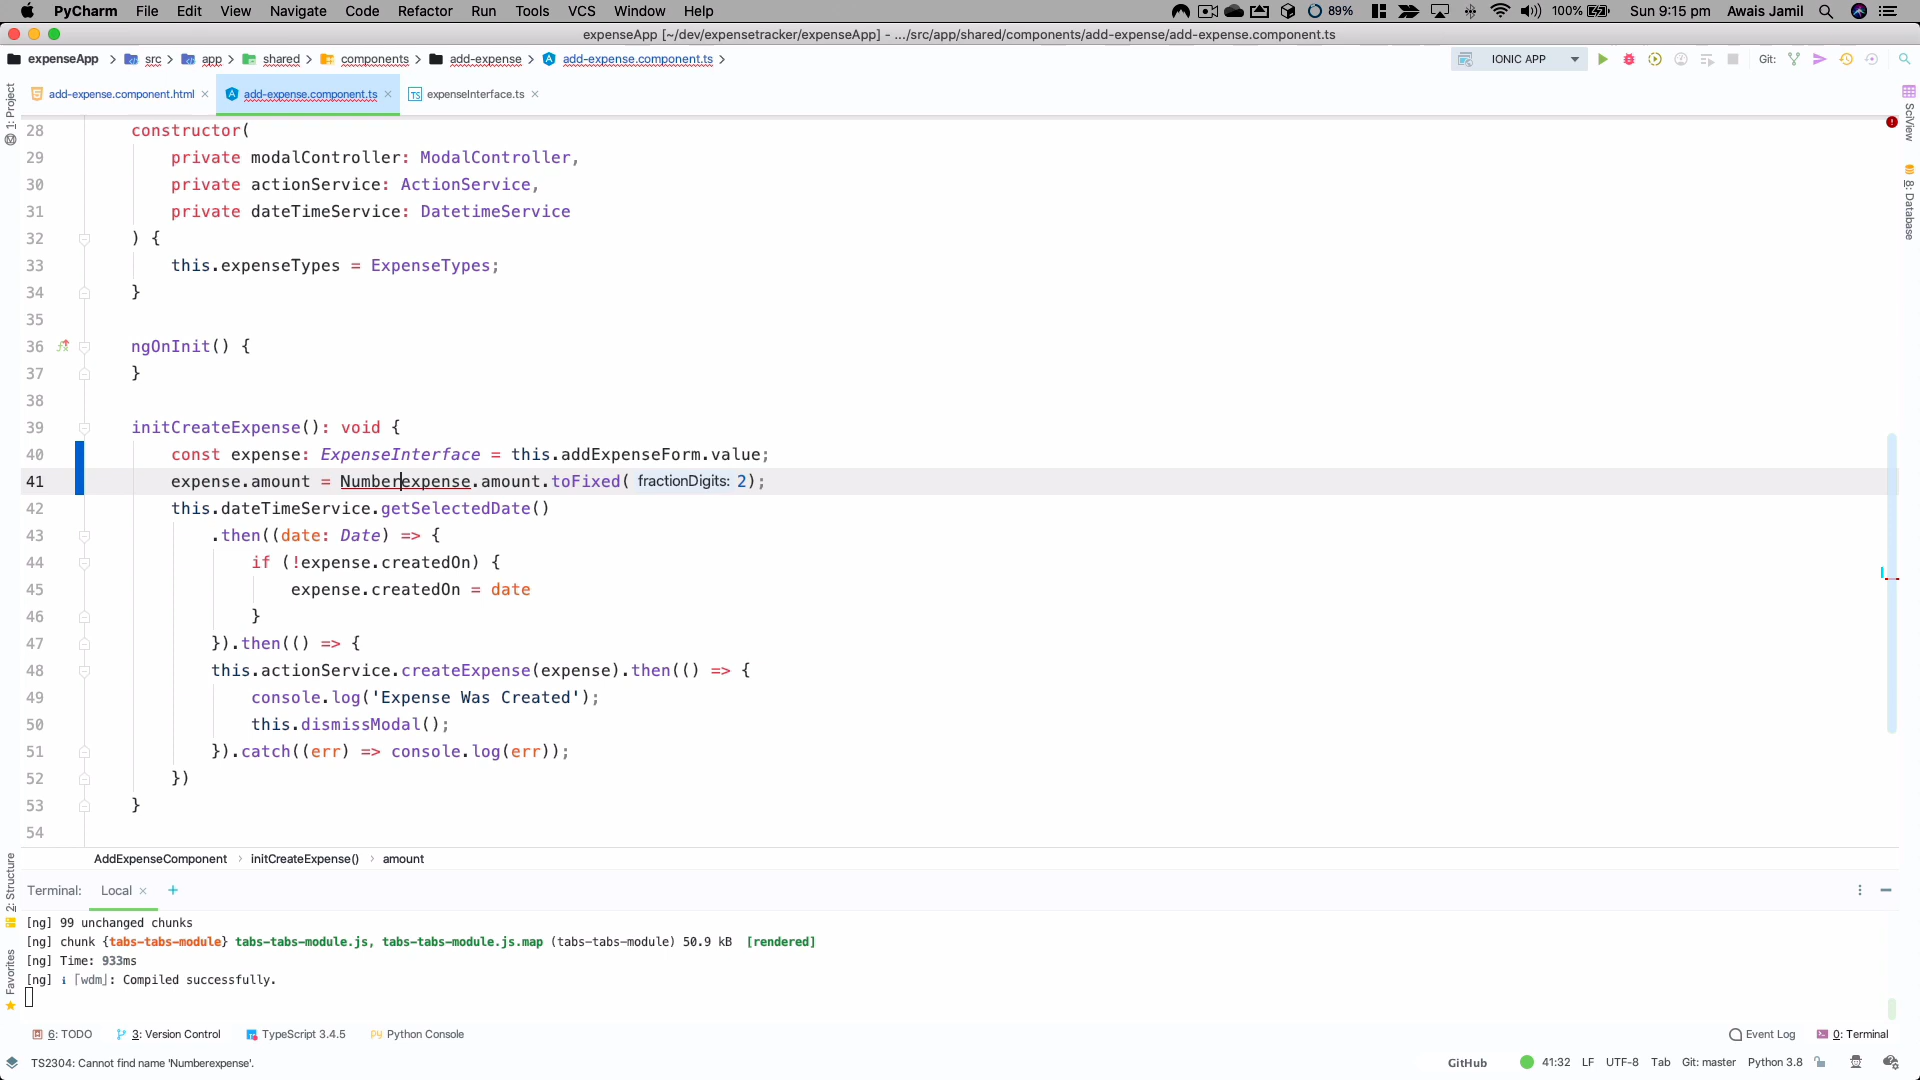 PyCharm File Edit View Navigate Code Refactor Run Tools VCS Window Help 89% 100% Sun 9:15 pm Awais Jamil
expenseApp [~/dev/expensetracker/expenseApp] - .../src/app/shared/components/add-expense/add-expense.component.ts
expenseApp src app shared components add-expense add-expense.component.ts IONIC APP Git:
add-expense.component.html add-expense.component.ts expenseInterface.ts
1: Project
SciView
8: Database
28 constructor(
29 private modalController: ModalController,
30 private actionService: ActionService,
31 private dateTimeService: DatetimeService
32 ) {
33 this.expenseTypes = ExpenseTypes;
34 }
35
36 ngOnInit() {
37 }
38
39 initCreateExpense(): void {
40 const expense: ExpenseInterface = this.addExpenseForm.value;
41 expense.amount = Numberexpense.amount.toFixed( fractionDigits: 2);
42 this.dateTimeService.getSelectedDate()
43 .then((date: Date) => {
44 if (!expense.createdOn) {
45 expense.createdOn = date
46 }
47 }).then(() => {
48 this.actionService.createExpense(expense).then(() => {
49 console.log('Expense Was Created');
50 this.dismissModal();
51 }).catch((err) => console.log(err));
52 })
53 }
54
AddExpenseComponent › initCreateExpense() › amount
2: Structure
Favorites
Terminal: Local
[ng] 99 unchanged chunks
[ng] chunk {tabs-tabs-module} tabs-tabs-module.js, tabs-tabs-module.js.map (tabs-tabs-module) 50.9 kB [rendered]
[ng] Time: 933ms
[ng] ℹ ｢wdm｣: Compiled successfully.
6: TODO 3: Version Control TypeScript 3.4.5 Python Console Event Log 0: Terminal
TS2304: Cannot find name 'Numberexpense'. GitHub 41:32 LF UTF-8 Tab Git: master Python 3.8